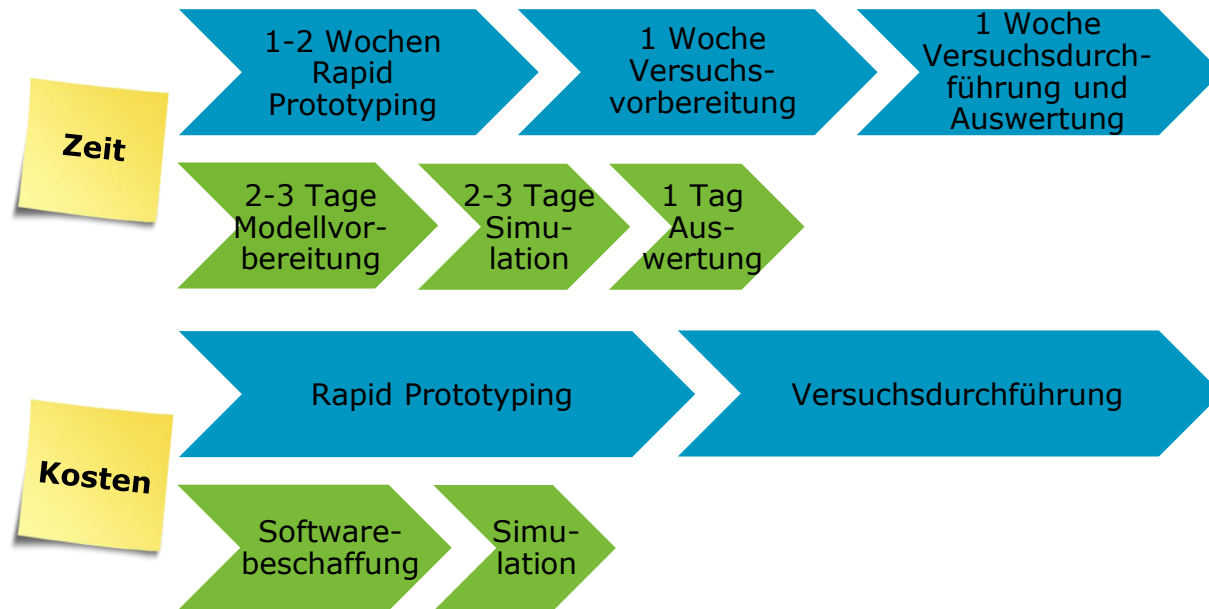 1-2 Wochen
Rapid
Prototyping
1 Woche
Versuchs-
vorbereitung
1 Woche
Versuchsdurch-
führung und
Auswertung
Zeit
2-3 Tage
Modellvor-
bereitung
2-3 Tage
Simu-
lation
1 Tag
Aus-
wertung
Rapid Prototyping
Versuchsdurchführung
Kosten
Software-
beschaffung
Simu-
lation